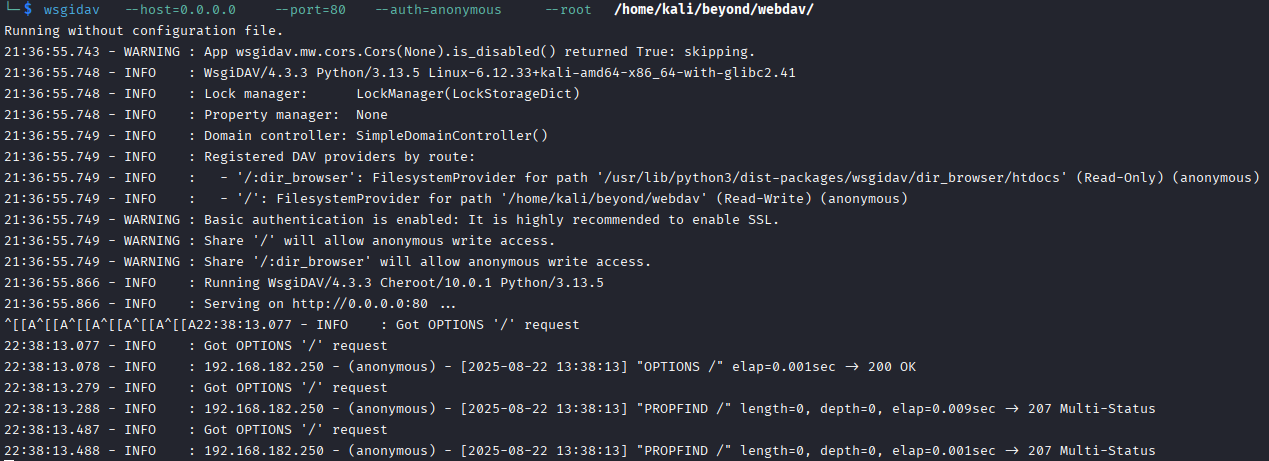 └─$ wsgidav --host=0.0.0.0 --port=80 --auth=anonymous --root /home/kali/beyond/webdav/
Running without configuration file.
21:36:55.743 - WARNING : App wsgidav.mw.cors.Cors(None).is_disabled() returned True: skipping.
21:36:55.748 - INFO    : WsgiDAV/4.3.3 Python/3.13.5 Linux-6.12.33+kali-amd64-x86_64-with-glibc2.41
21:36:55.748 - INFO    : Lock manager:      LockManager(LockStorageDict)
21:36:55.748 - INFO    : Property manager:  None
21:36:55.749 - INFO    : Domain controller: SimpleDomainController()
21:36:55.749 - INFO    : Registered DAV providers by route:
21:36:55.749 - INFO    :   - '/:dir_browser': FilesystemProvider for path '/usr/lib/python3/dist-packages/wsgidav/dir_browser/htdocs' (Read-Only) (anonymous)
21:36:55.749 - INFO    :   - '/': FilesystemProvider for path '/home/kali/beyond/webdav' (Read-Write) (anonymous)
21:36:55.749 - WARNING : Basic authentication is enabled: It is highly recommended to enable SSL.
21:36:55.749 - WARNING : Share '/' will allow anonymous write access.
21:36:55.749 - WARNING : Share '/:dir_browser' will allow anonymous write access.
21:36:55.866 - INFO    : Running WsgiDAV/4.3.3 Cheroot/10.0.1 Python/3.13.5
21:36:55.866 - INFO    : Serving on http://0.0.0.0:80 ...
^[[A^[[A^[[A^[[A^[[A^[[A22:38:13.077 - INFO    : Got OPTIONS '/' request
22:38:13.077 - INFO    : Got OPTIONS '/' request
22:38:13.078 - INFO    : 192.168.182.250 - (anonymous) - [2025-08-22 13:38:13] "OPTIONS /" elap=0.001sec -> 200 OK
22:38:13.279 - INFO    : Got OPTIONS '/' request
22:38:13.288 - INFO    : 192.168.182.250 - (anonymous) - [2025-08-22 13:38:13] "PROPFIND /" length=0, depth=0, elap=0.009sec -> 207 Multi-Status
22:38:13.487 - INFO    : Got OPTIONS '/' request
22:38:13.488 - INFO    : 192.168.182.250 - (anonymous) - [2025-08-22 13:38:13] "PROPFIND /" length=0, depth=0, elap=0.001sec -> 207 Multi-Status